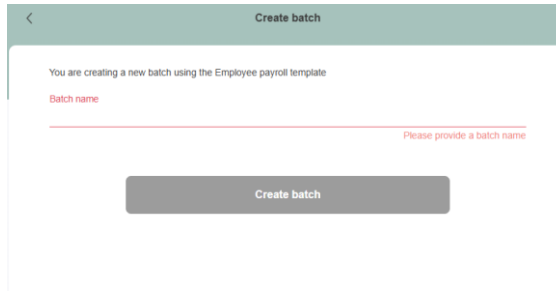 Create batch
You are creating a new batch using the Employee payroll template
Batch name
Please provide a batch name
Create batch